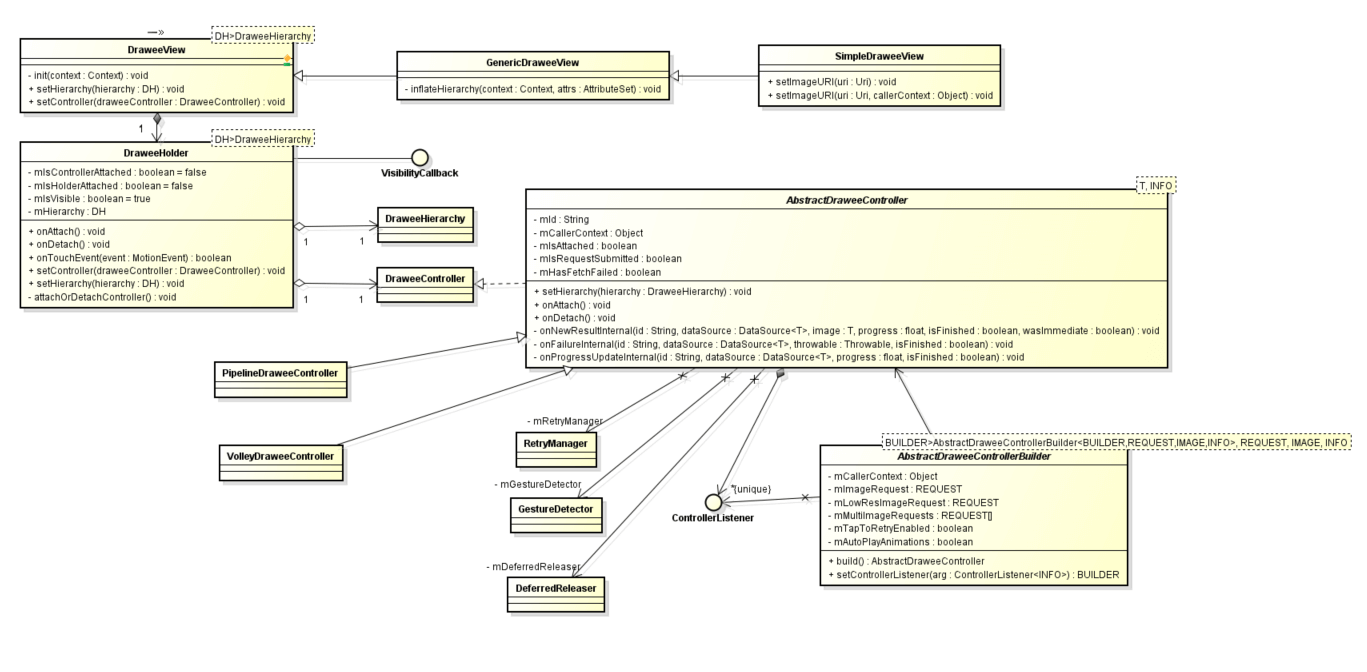 DH>DraweeHierarchy
DraweeView
- init(context : Context) : void
+ setHierarchy(hierarchy : DH) : void
+ setController(draweeController : DraweeController) : void
GenericDraweeView
- inflateHierarchy(context : Context, attrs : AttributeSet) : void
SimpleDraweeView
+ setImageURI(uri : Uri) : void
+ setImageURI(uri : Uri, callerContext : Object) : void
1
DH>DraweeHierarchy
DraweeHolder
- mIsControllerAttached : boolean = false
- mIsHolderAttached : boolean = false
- mIsVisible : boolean = true
- mHierarchy : DH
+ onAttach() : void
+ onDetach() : void
+ onTouchEvent(event : MotionEvent) : boolean
+ setController(draweeController : DraweeController) : void
+ setHierarchy(hierarchy : DH) : void
- attachOrDetachController() : void
VisibilityCallback
DraweeHierarchy
1
1
DraweeController
1
1
T, INFO
AbstractDraweeController
- mId : String
- mCallerContext : Object
- mIsAttached : boolean
- mIsRequestSubmitted : boolean
- mHasFetchFailed : boolean
+ setHierarchy(hierarchy : DraweeHierarchy) : void
+ onAttach() : void
+ onDetach() : void
- onNewResultInternal(id : String, dataSource : DataSource<T>, image : T, progress : float, isFinished : boolean, wasImmediate : boolean) : void
- onFailureInternal(id : String, dataSource : DataSource<T>, throwable : Throwable, isFinished : boolean) : void
- onProgressUpdateInternal(id : String, dataSource : DataSource<T>, progress : float, isFinished : boolean) : void
PipelineDraweeController
VolleyDraweeController
- mRetryManager
RetryManager
- mGestureDetector
GestureDetector
- mDeferredReleaser
DeferredReleaser
*{unique}
ControllerListener
BUILDER>AbstractDraweeControllerBuilder<BUILDER,REQUEST,IMAGE,INFO>, REQUEST, IMAGE, INFO
AbstractDraweeControllerBuilder
- mCallerContext : Object
- mImageRequest : REQUEST
- mLowResImageRequest : REQUEST
- mMultiImageRequests : REQUEST[]
- mTapToRetryEnabled : boolean
- mAutoPlayAnimations : boolean
+ build() : AbstractDraweeController
+ setControllerListener(arg : ControllerListener<INFO>) : BUILDER